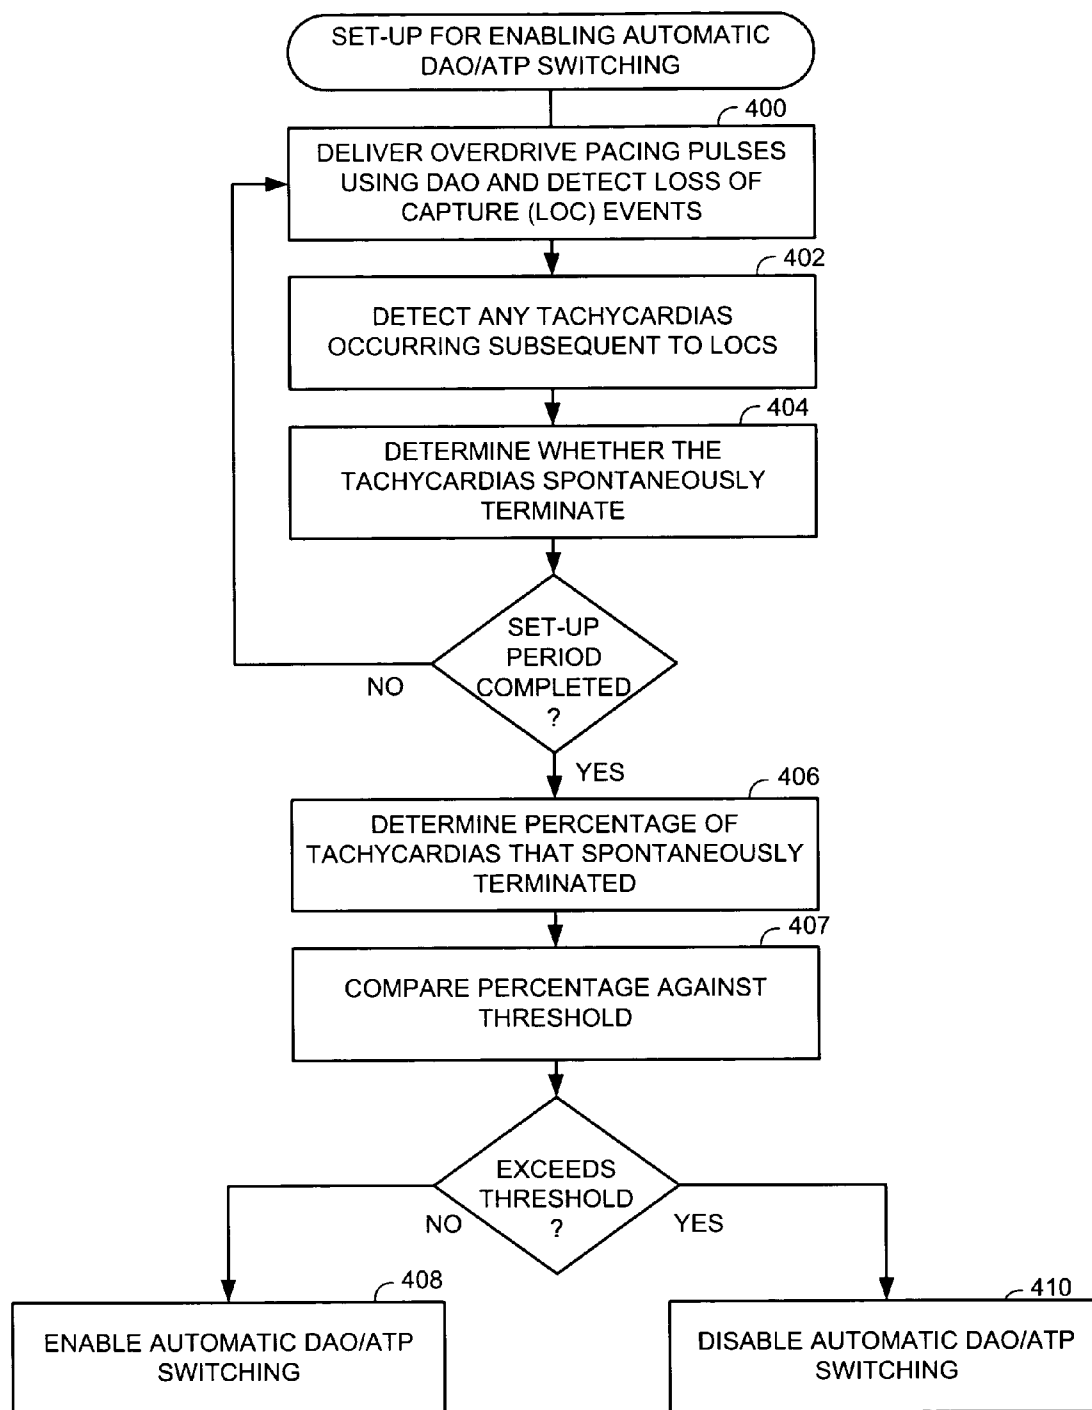 SET-UP FOR ENABLING AUTOMATIC
DAO/ATP SWITCHING
400
DELIVER OVERDRIVE PACING PULSES
USING DAO AND DETECT LOSS OF
CAPTURE (LOC) EVENTS
402
DETECT ANY TACHYCARDIAS
OCCURRING SUBSEQUENT TO LOCS
404
DETERMINE WHETHER THE
TACHYCARDIAS SPONTANEOUSLY
TERMINATE
SET-UP
PERIOD
COMPLETED
?
NO
YES
406
DETERMINE PERCENTAGE OF
TACHYCARDIAS THAT SPONTANEOUSLY
TERMINATED
407
COMPARE PERCENTAGE AGAINST
THRESHOLD
EXCEEDS
THRESHOLD
?
NO
YES
408
ENABLE AUTOMATIC DAO/ATP
SWITCHING
410
DISABLE AUTOMATIC DAO/ATP
SWITCHING